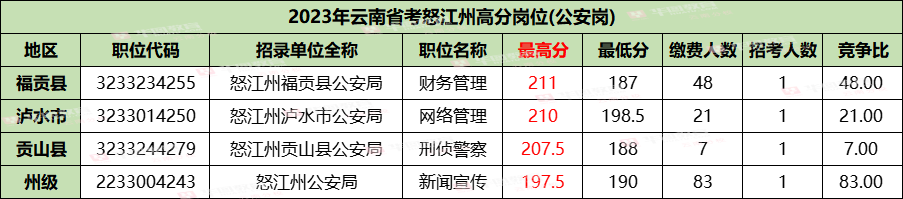 2023年云南省考怒江州高分岗位(公安岗)
地区 职位代码 招录单位全称 职位名称 最高分 最低分 缴费人数 招考人数 竞争比
福贡县 3233234255 怒江州福贡县公安局 财务管理 211 187 48 1 48.00
泸水市 3233014250 怒江州泸水市公安局 网络管理 210 198.5 21 1 21.00
贡山县 3233244279 怒江州贡山县公安局 刑侦警察 207.5 188 7 1 7.00
州级 2233004243 怒江州公安局 新闻宣传 197.5 190 83 1 83.00